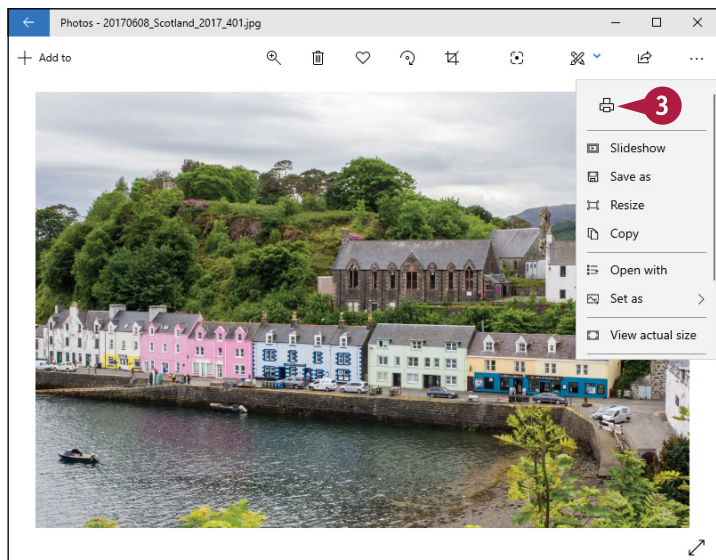 Photos - 20170608_Scotland_2017_401.jpg
Add to
3
Slideshow
Save as
Resize
Copy
Open with
Set as
View actual size